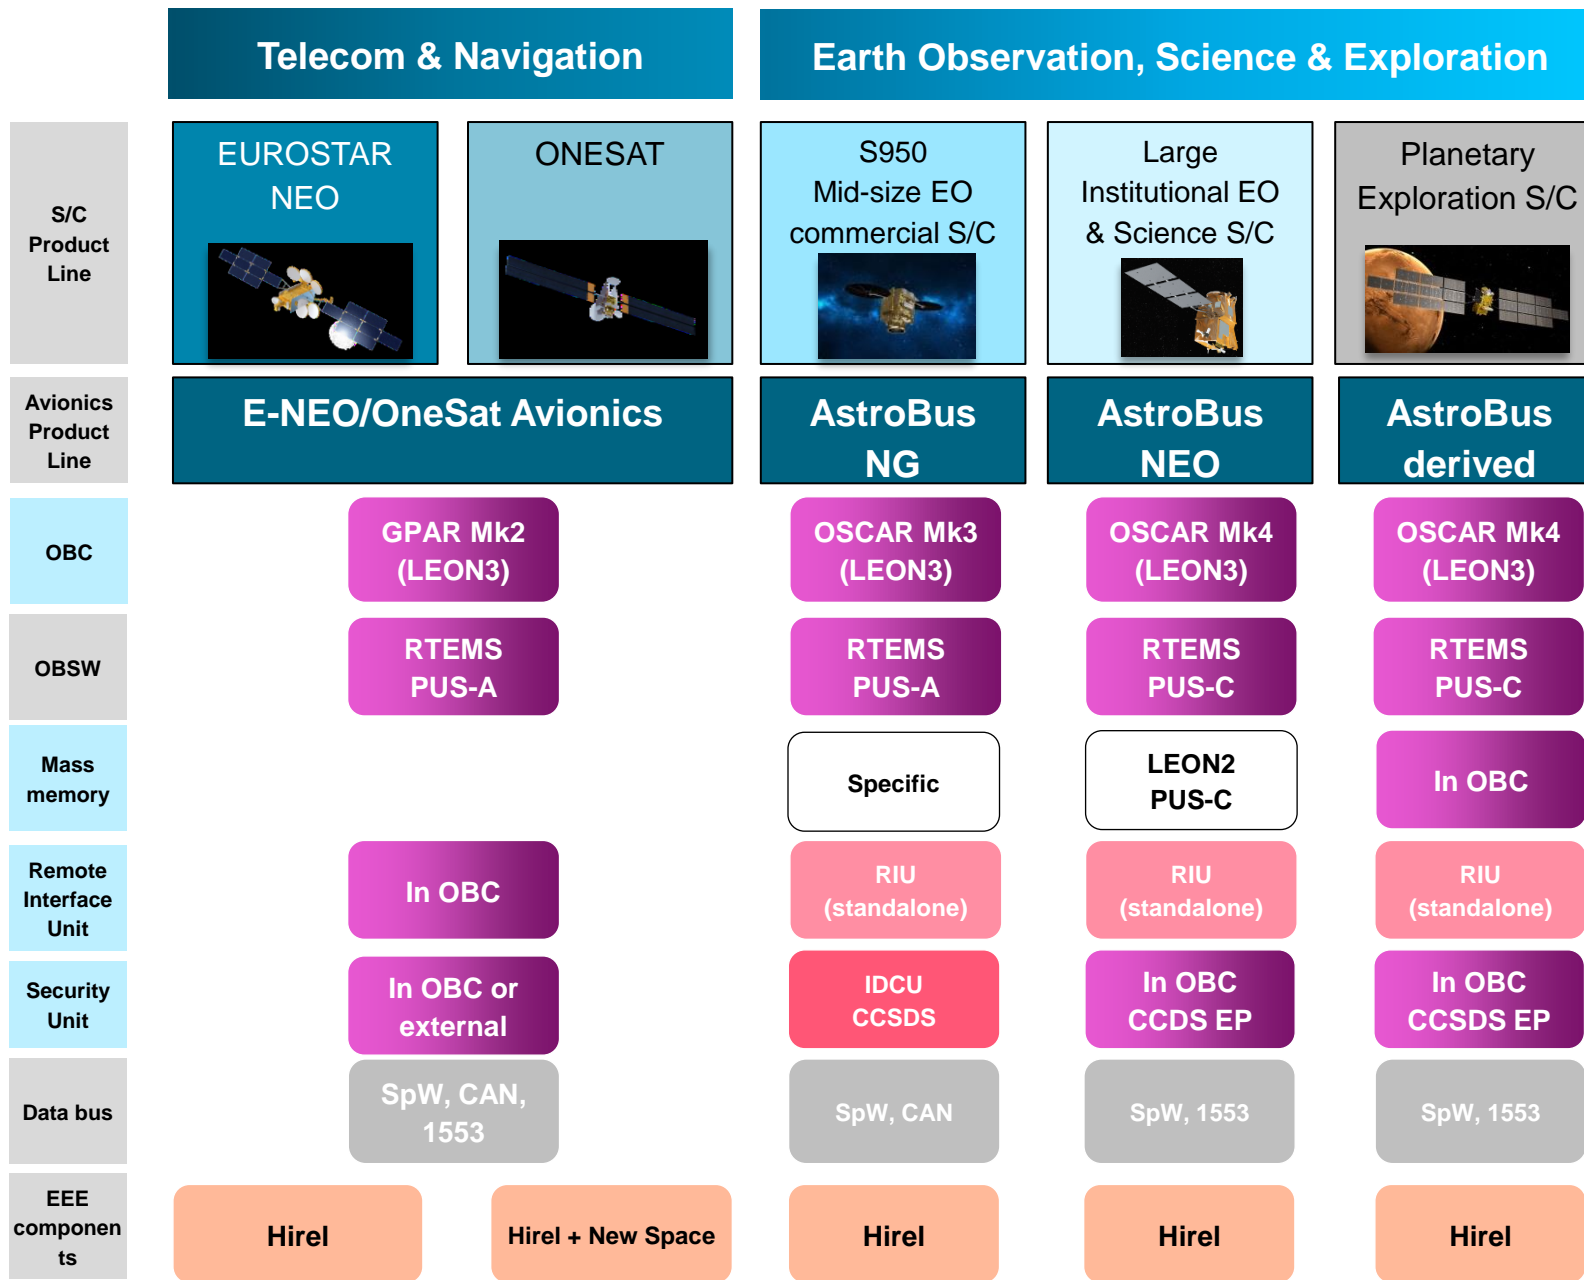 Telecom & Navigation
Earth Observation, Science & Exploration
S/C
Product
Line
EUROSTAR
NEO
ONESAT
S950
Mid-size EO
commercial S/C
Large
Institutional EO
& Science S/C
Planetary
Exploration S/C
Avionics
Product
Line
E-NEO/OneSat Avionics
AstroBus
NG
AstroBus
NEO
AstroBus
derived
OBC
GPAR Mk2
(LEON3)
OSCAR Mk3
(LEON3)
OSCAR Mk4
(LEON3)
OSCAR Mk4
(LEON3)
OBSW
RTEMS
PUS-A
RTEMS
PUS-A
RTEMS
PUS-C
RTEMS
PUS-C
Mass
memory
Specific
LEON2
PUS-C
In OBC
Remote
Interface
Unit
In OBC
RIU
(standalone)
RIU
(standalone)
RIU
(standalone)
Security
Unit
In OBC or
external
IDCU
CCSDS
In OBC
CCDS EP
In OBC
CCSDS EP
Data bus
SpW, CAN,
1553
SpW, CAN
SpW, 1553
SpW, 1553
EEE
componen
ts
Hirel
Hirel + New Space
Hirel
Hirel
Hirel